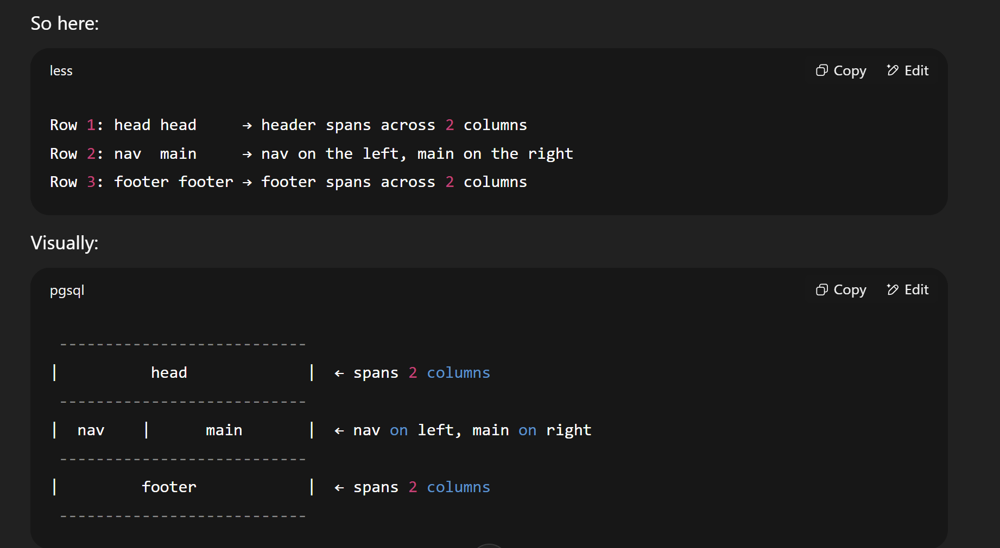 So here:
less
Copy Edit
Row 1: head head → header spans across 2 columns
Row 2: nav main → nav on the left, main on the right
Row 3: footer footer → footer spans across 2 columns
Visually:
pgsql
Copy Edit
---------------------------
| head | ← spans 2 columns
---------------------------
| nav | main | ← nav on left, main on right
---------------------------
| footer | ← spans 2 columns
---------------------------